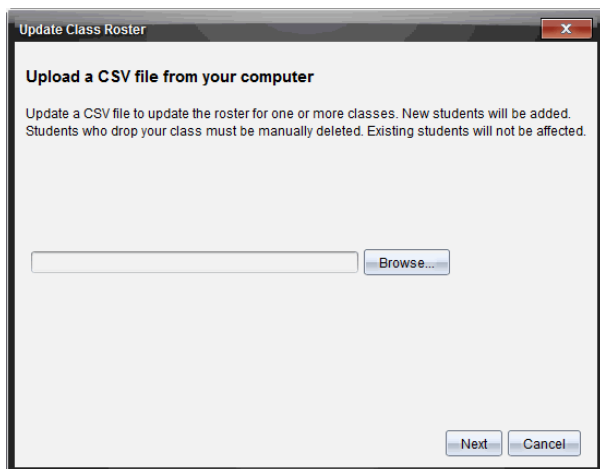 Update Class Roster
X
Upload a CSV file from your computer
Update a CSV file to update the roster for one or more classes. New students will be added.
Students who drop your class must be manually deleted. Existing students will not be affected.
Browse...
Next Cancel